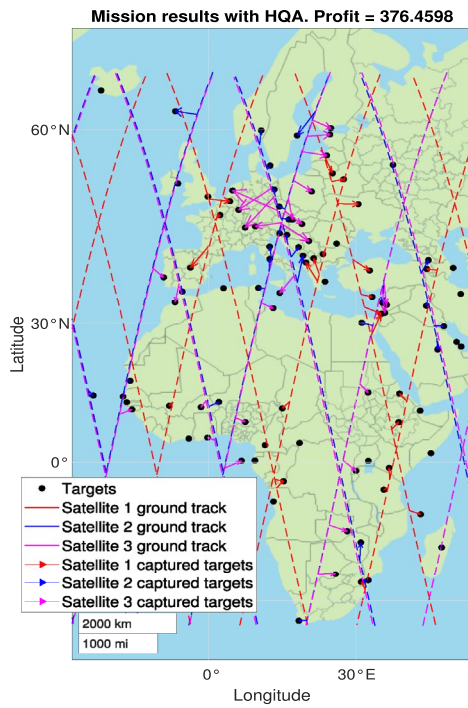 Mission results with HQA. Profit = 376.4598
60°N
30°N
0°
Latitude
Targets
Satellite 1 ground track
Satellite 2 ground track
Satellite 3 ground track
Satellite 1 captured targets
Satellite 2 captured targets
Satellite 3 captured targets
2000 km
1000 mi
0°
30°E
Longitude